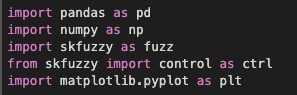 import pandas as pd
import numpy as np
import skfuzzy as fuzz
from skfuzzy import control as ctrl
import matplotlib.pyplot as plt